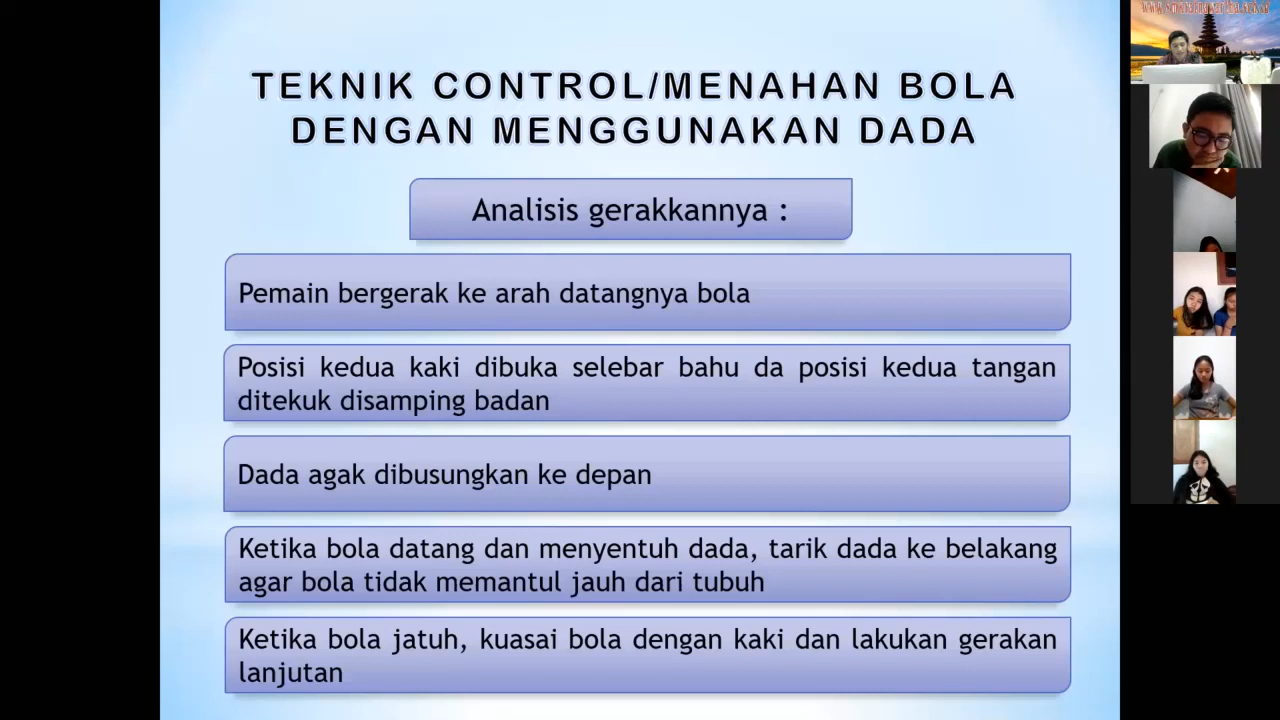 TEKNIK CONTROL/MENAHAN BOLA
DENGAN MENGGUNAKAN DADA
Analisis gerakkannya :
Pemain bergerak ke arah datangnya bola
Posisi kedua kaki dibuka selebar bahu da posisi kedua tangan
ditekuk disamping badan
Dada agak dibusungkan ke depan
Ketika bola datang dan menyentuh dada, tarik dada ke belakang
agar bola tidak memantul jauh dari tubuh
Ketika bola jatuh, kuasai bola dengan kaki dan lakukan gerakan
lanjutan